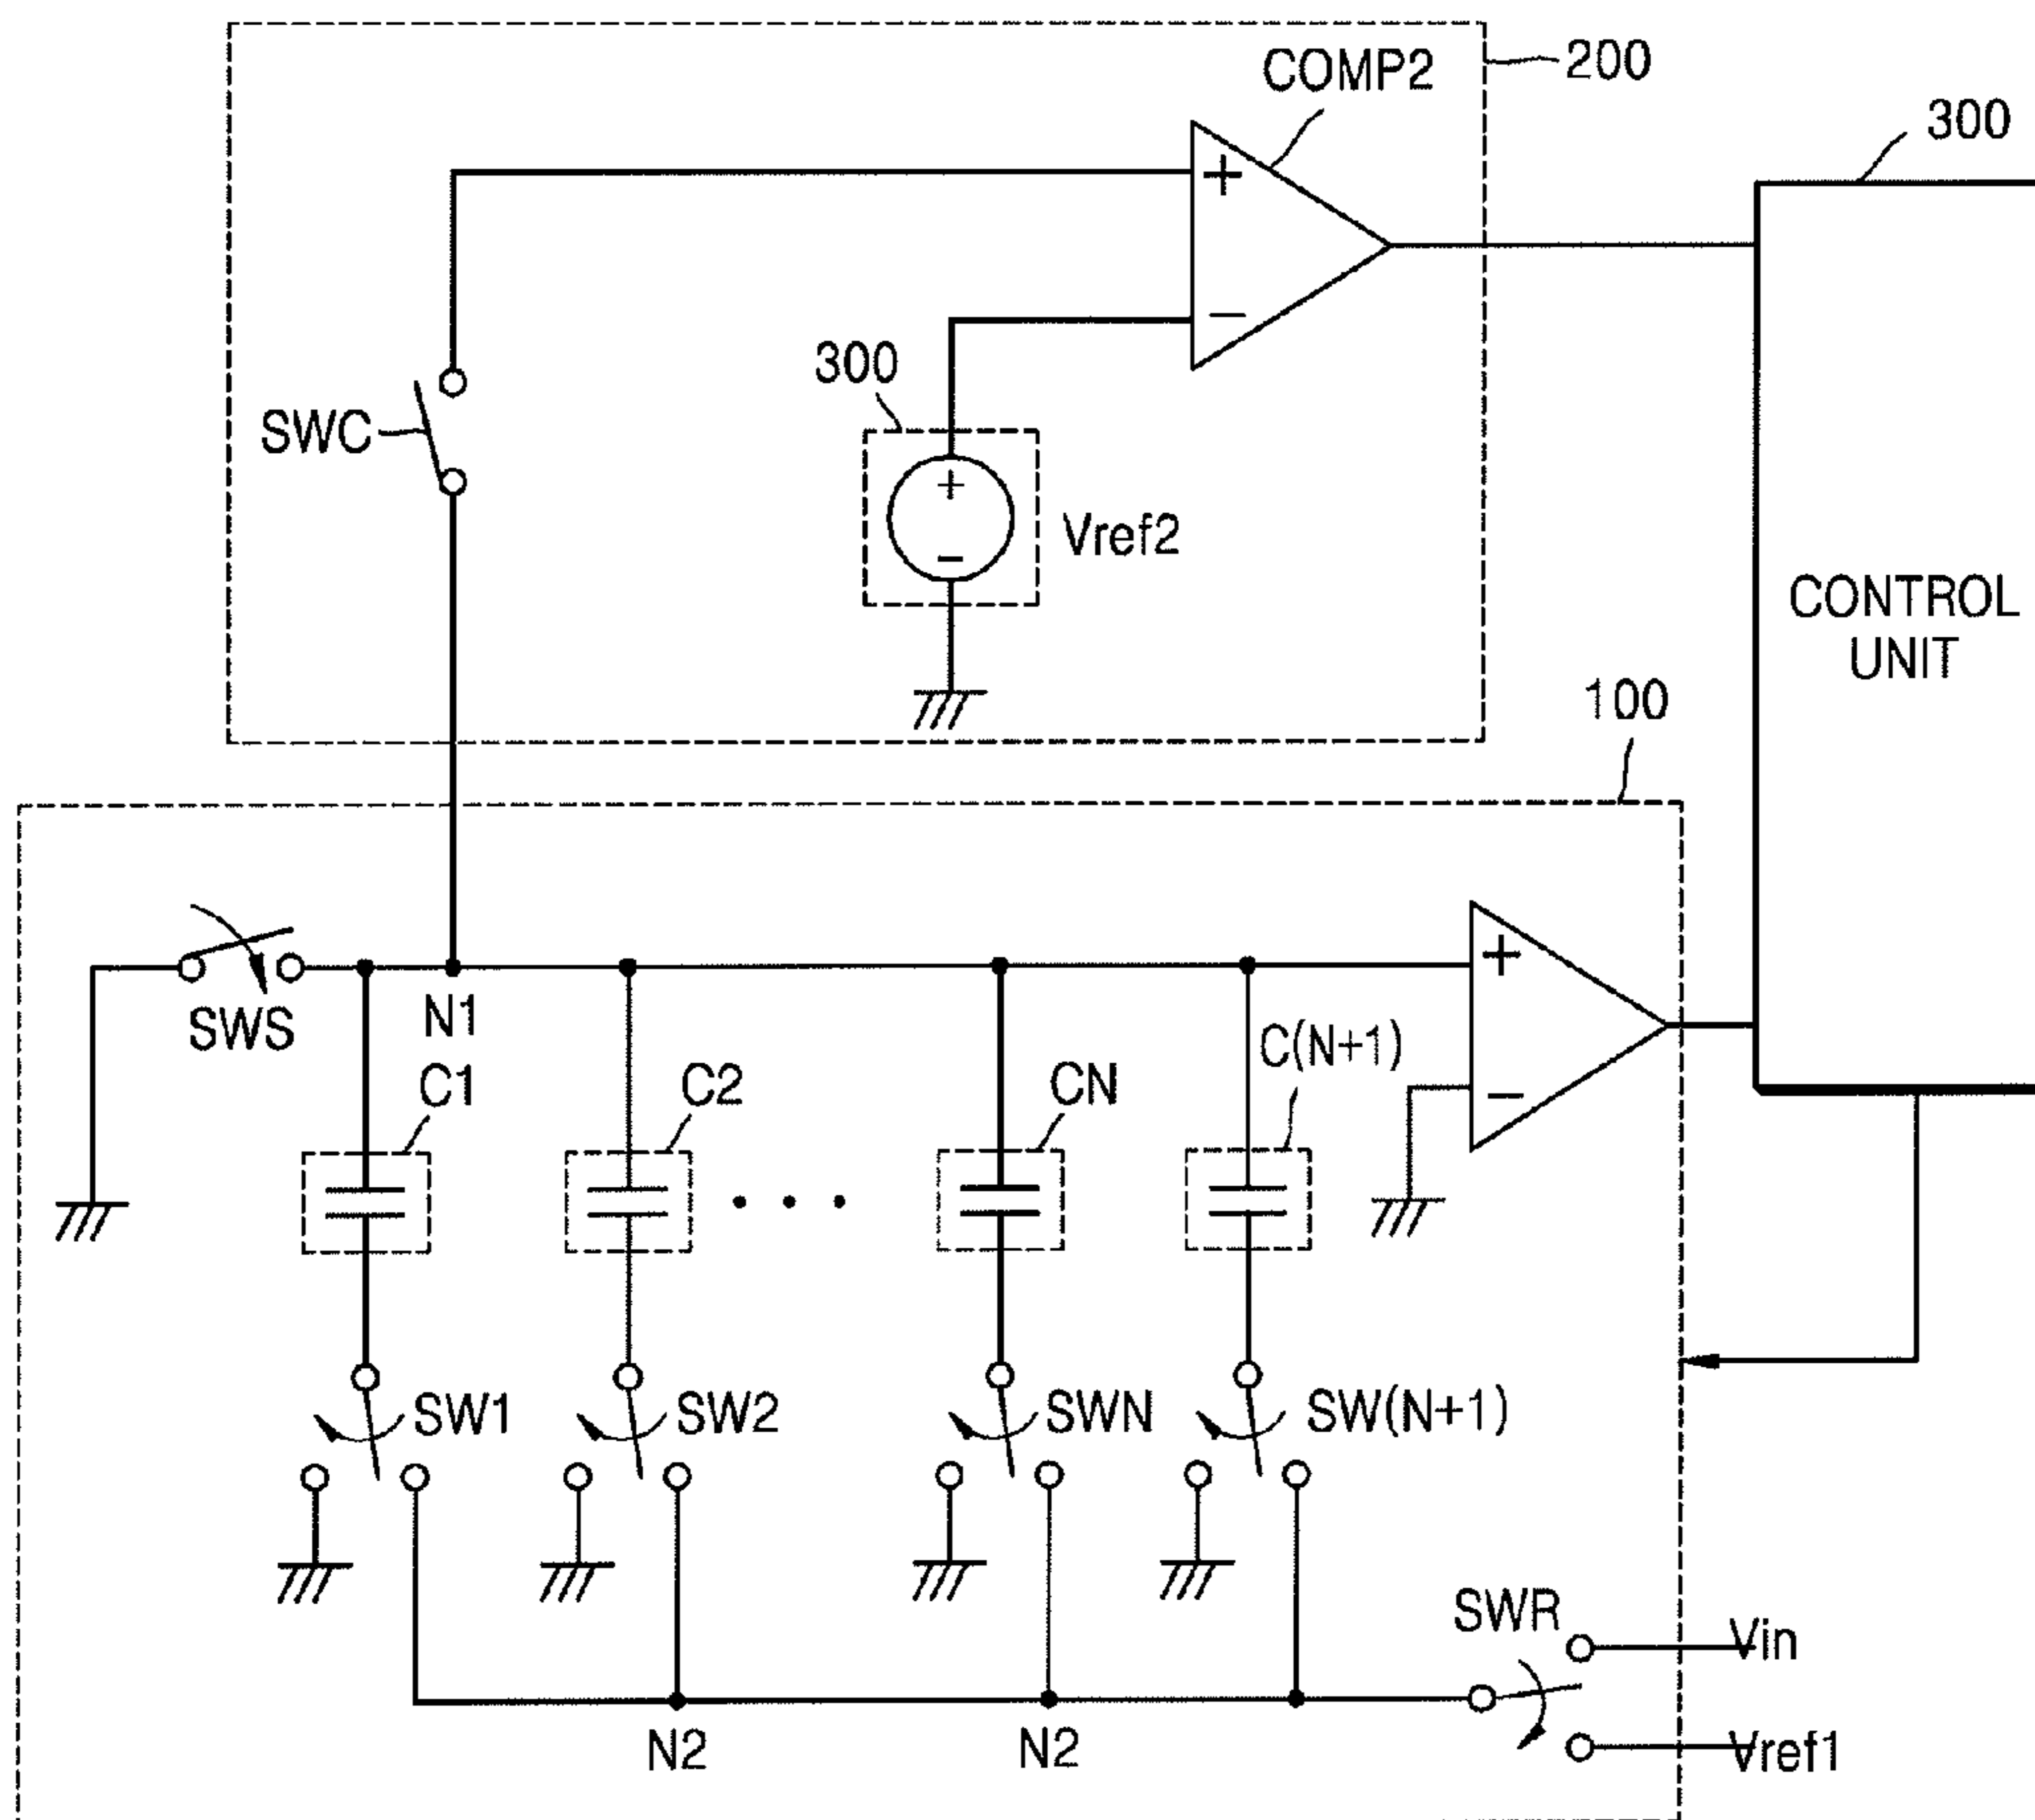 200
COMP2
300
+
−
300
SWC
+
−
Vref2
CONTROL
UNIT
100
+
−
SWS
N1
C1
C2
CN
C(N+1)
SW1
SW2
SWN
SW(N+1)
SWR
Vin
Vref1
N2
N2